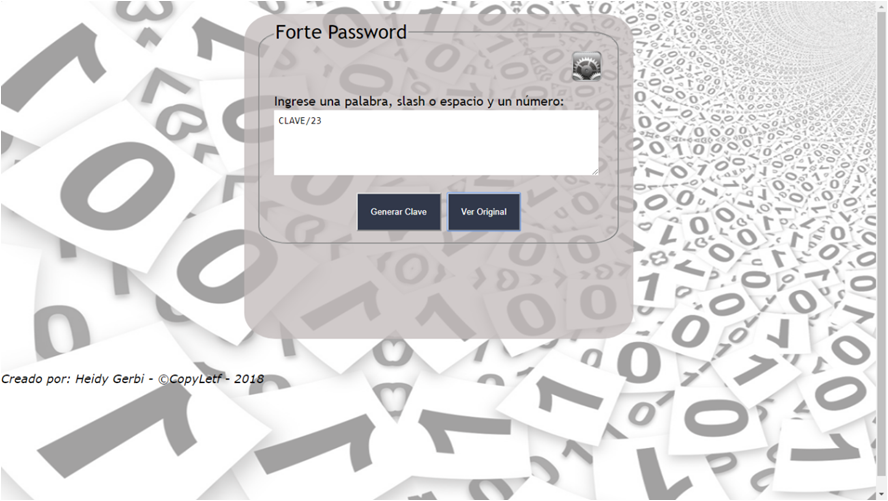 Forte Password
Ingrese una palabra, slash o espacio y un número:
CLAVE/23
Generar Clave
Ver Original
Creado por: Heidy Gerbi - ©CopyLetf - 2018